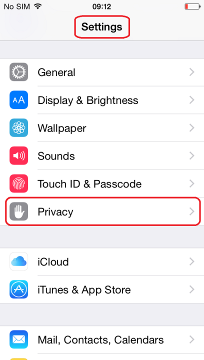 No SIM 09:12
Settings
General
AA Display & Brightness
Wallpaper
Sounds
Touch ID & Passcode
Privacy
iCloud
iTunes & App Store
Mail, Contacts, Calendars